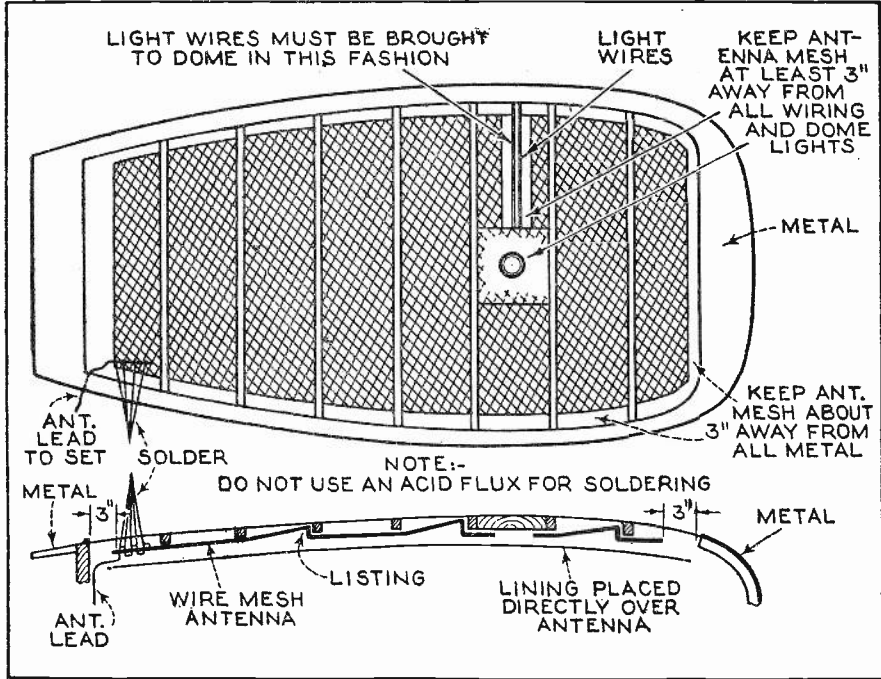 LIGHT WIRES MUST BE BROUGHT
TO DOME IN THIS FASHION
LIGHT
WIRES
KEEP ANT-
ENNA MESH
AT LEAST 3"
AWAY FROM
ALL WIRING
AND DOME
LIGHTS
METAL
ANT.
LEAD
TO SET
SOLDER
KEEP ANT.
MESH ABOUT
3" AWAY FROM
ALL METAL
NOTE:-
DO NOT USE AN ACID FLUX FOR SOLDERING
METAL
3"
3"
METAL
LISTING
WIRE MESH
ANTENNA
LINING PLACED
DIRECTLY OVER
ANTENNA
ANT.
LEAD